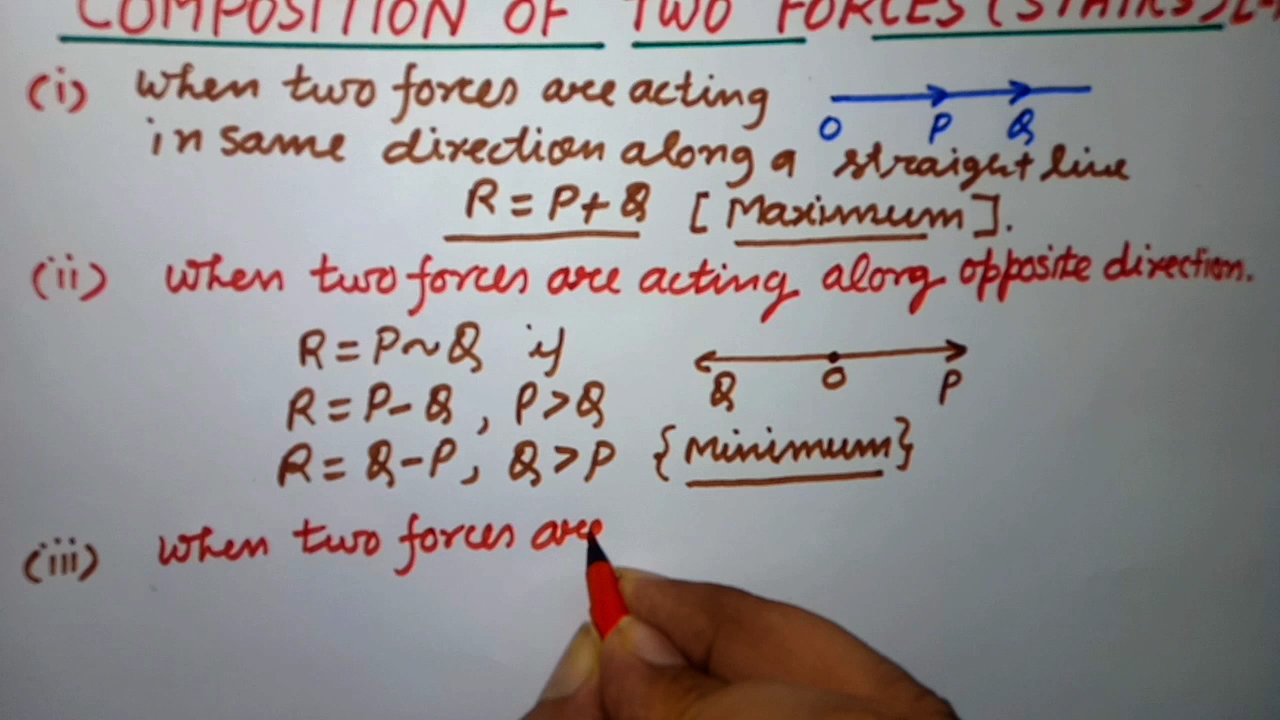 COMPOSITION OF TWO FORCES (STATICS)
(i) When two forces are acting
O P Q
in same direction along a straight line
R = P + Q [Maximum].
(ii) When two forces are acting along opposite direction.
R = P ~ Q if
Q O P
R = P - Q , P > Q
R = Q - P , Q > P {Minimum}
(iii) When two forces are